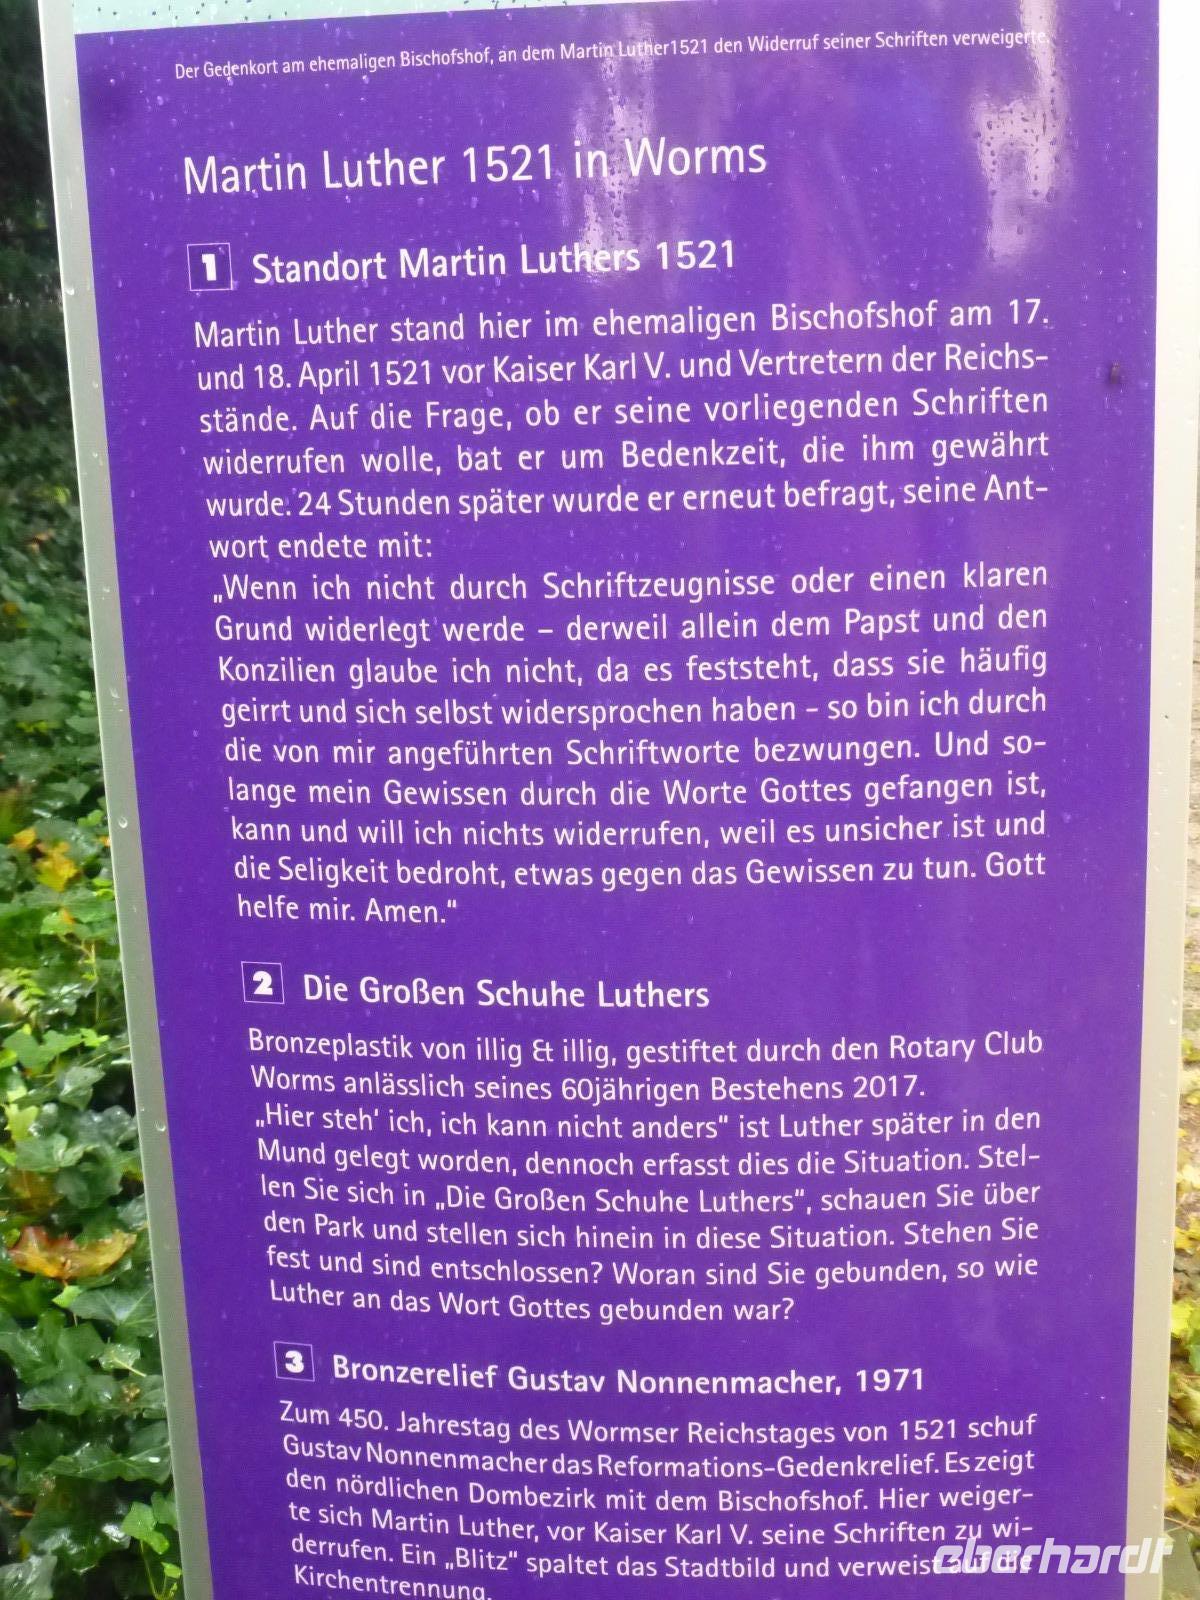 Der Gedenkort am ehemaligen Bischofshof, an dem Martin Luther1521 den Widerruf seiner Schriften verweigerte.
Martin Luther 1521 in Worms
1 Standort Martin Luthers 1521
Martin Luther stand hier im ehemaligen Bischofshof am 17.
und 18. April 1521 vor Kaiser Karl V. und Vertretern der Reichs-
stände. Auf die Frage, ob er seine vorliegenden Schriften
widerrufen wolle, bat er um Bedenkzeit, die ihm gewährt
wurde. 24 Stunden später wurde er erneut befragt, seine Ant-
wort endete mit:
„Wenn ich nicht durch Schriftzeugnisse oder einen klaren
Grund widerlegt werde – derweil allein dem Papst und den
Konzilien glaube ich nicht, da es feststeht, dass sie häufig
geirrt und sich selbst widersprochen haben - so bin ich durch
die von mir angeführten Schriftworte bezwungen. Und so-
lange mein Gewissen durch die Worte Gottes gefangen ist,
kann und will ich nichts widerrufen, weil es unsicher ist und
die Seligkeit bedroht, etwas gegen das Gewissen zu tun. Gott
helfe mir. Amen.“
2 Die Großen Schuhe Luthers
Bronzeplastik von illig & illig, gestiftet durch den Rotary Club
Worms anlässlich seines 60jährigen Bestehens 2017.
„Hier steh' ich, ich kann nicht anders“ ist Luther später in den
Mund gelegt worden, dennoch erfasst dies die Situation. Stel-
len Sie sich in „Die Großen Schuhe Luthers“, schauen Sie über
den Park und stellen sich hinein in diese Situation. Stehen Sie
fest und sind entschlossen? Woran sind Sie gebunden, so wie
Luther an das Wort Gottes gebunden war?
3 Bronzerelief Gustav Nonnenmacher, 1971
Zum 450. Jahrestag des Wormser Reichstages von 1521 schuf
Gustav Nonnenmacher das Reformations-Gedenkrelief. Es zeigt
den nördlichen Dombezirk mit dem Bischofshof. Hier weiger-
te sich Martin Luther, vor Kaiser Karl V. seine Schriften zu wi-
derrufen. Ein „Blitz“ spaltet das Stadtbild und verweist auf die
Kirchentrennung.
eberhardt